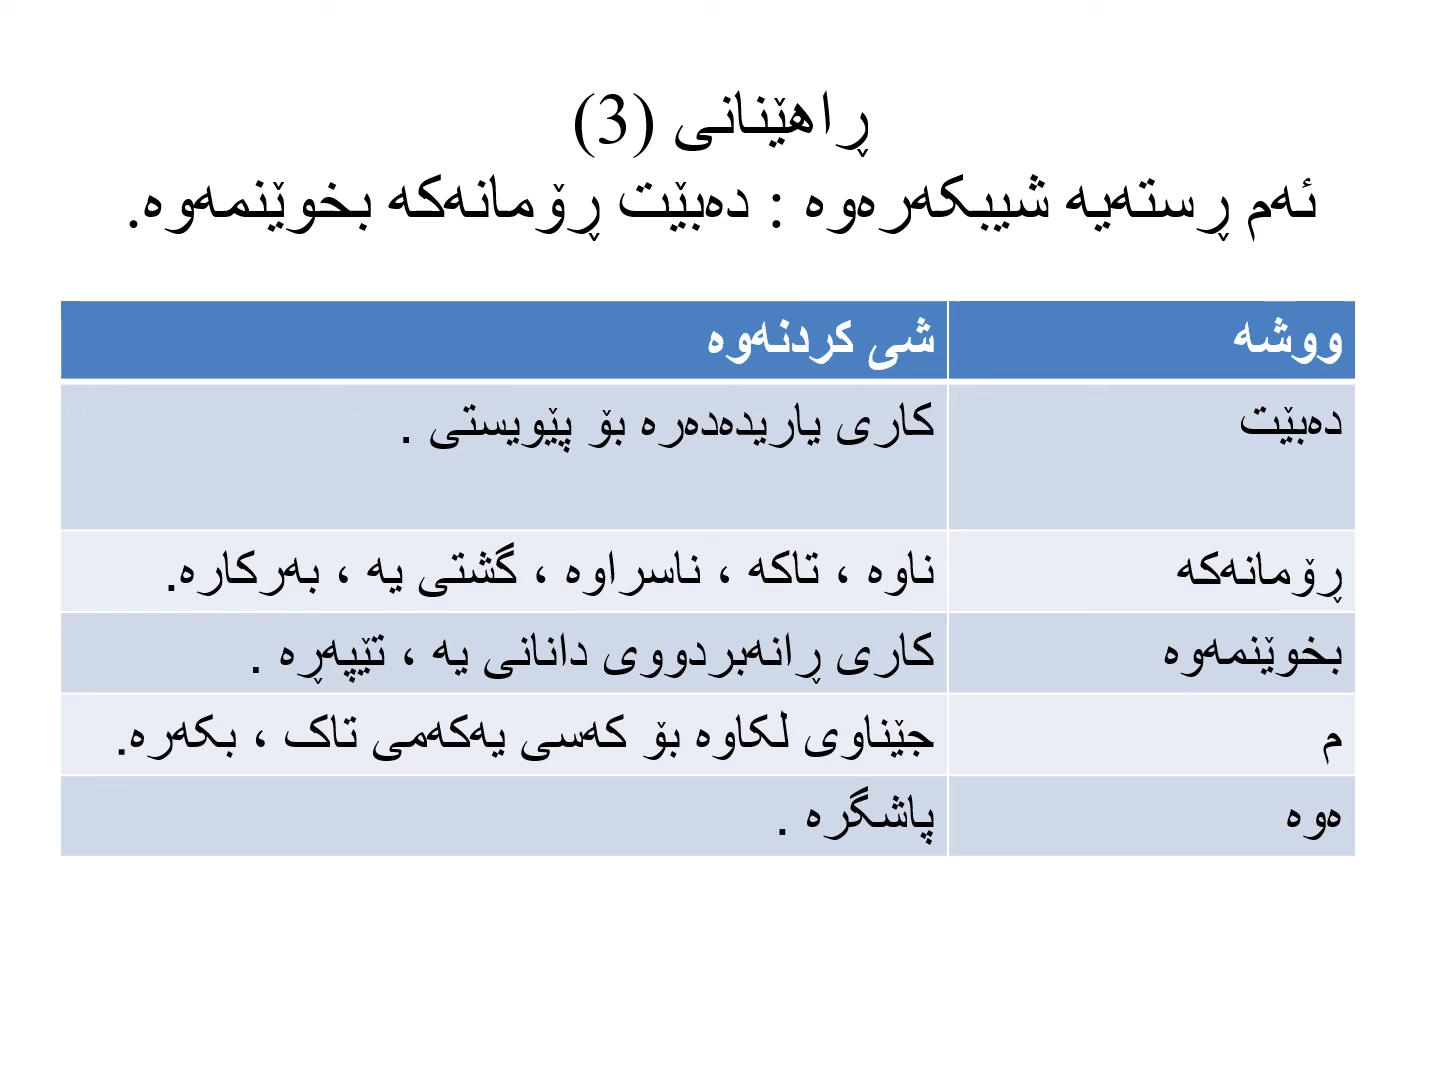 ڕاهێنانی (3)
ئەم ڕستەیە شیبکەرەوە : دەبێت ڕۆمانەکە بخوێنمەوە.
ووشە	شی کردنەوە
دەبێت	کاری یاریدەدەرە بۆ پێویستی .
ڕۆمانەکە	ناوە ، تاکە ، ناسراوە ، گشتی یە ، بەرکارە.
بخوێنمەوە	کاری ڕانەبردووی دانانی یە ، تێپەڕە .
م	جێناوی لکاوە بۆ کەسی یەکەمی تاک ، بکەرە.
ەوە	پاشگرە .